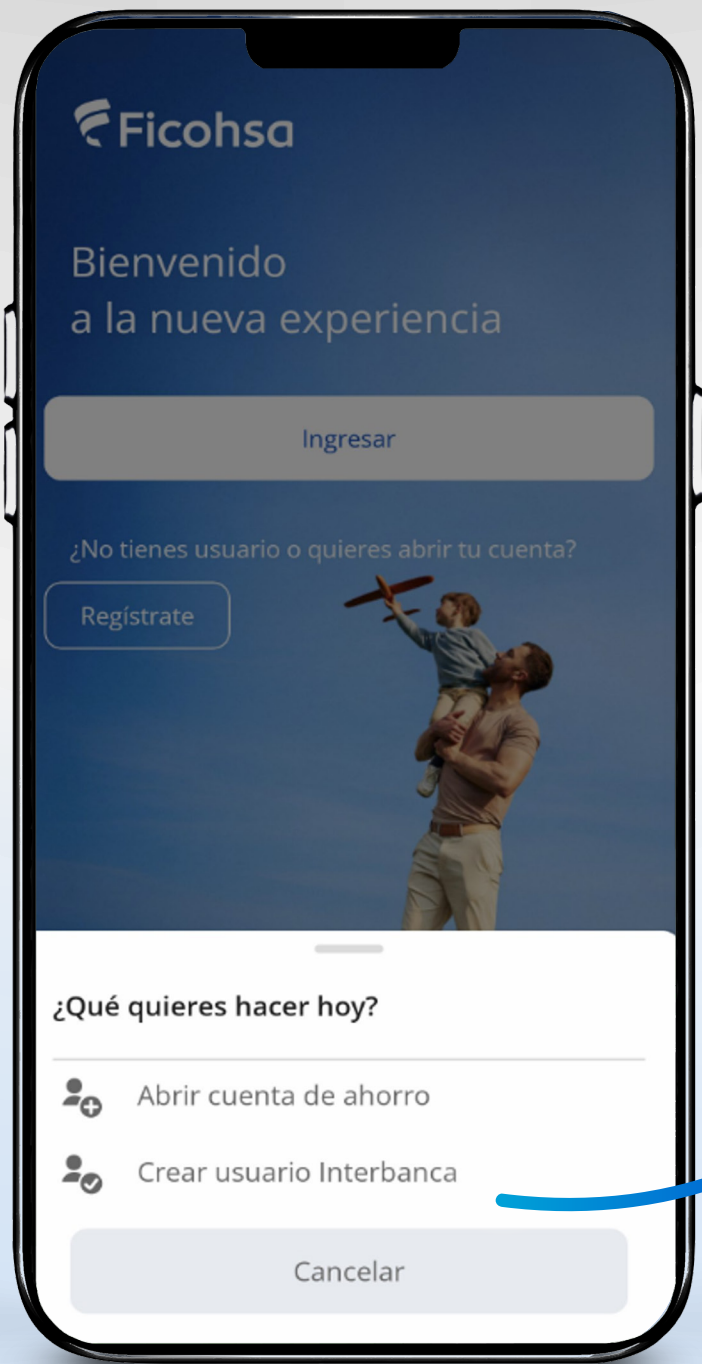 Ficohsa
Bienvenido
a la nueva experiencia
Ingresar
¿No tienes usuario o quieres abrir tu cuenta?
Regístrate
¿Qué quieres hacer hoy?
Abrir cuenta de ahorro
Crear usuario Interbanca
Cancelar